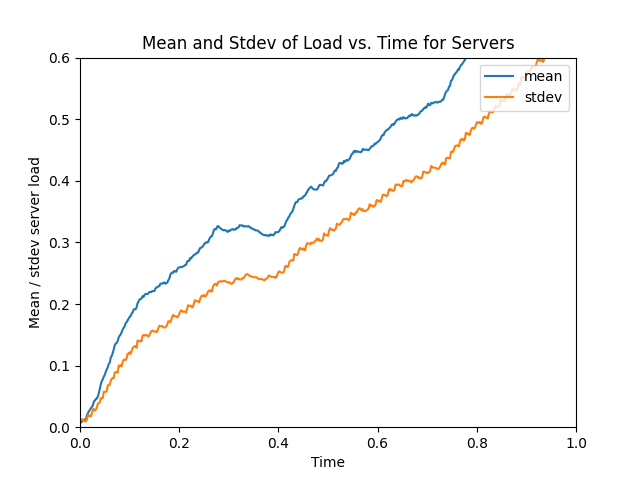 Mean and Stdev of Load vs. Time for Servers
mean
stdev
Mean / stdev server load
0.6
0.5
0.4
0.3
0.2
0.1
0.0
0.0 0.2 0.4 0.6 0.8 1.0
Time